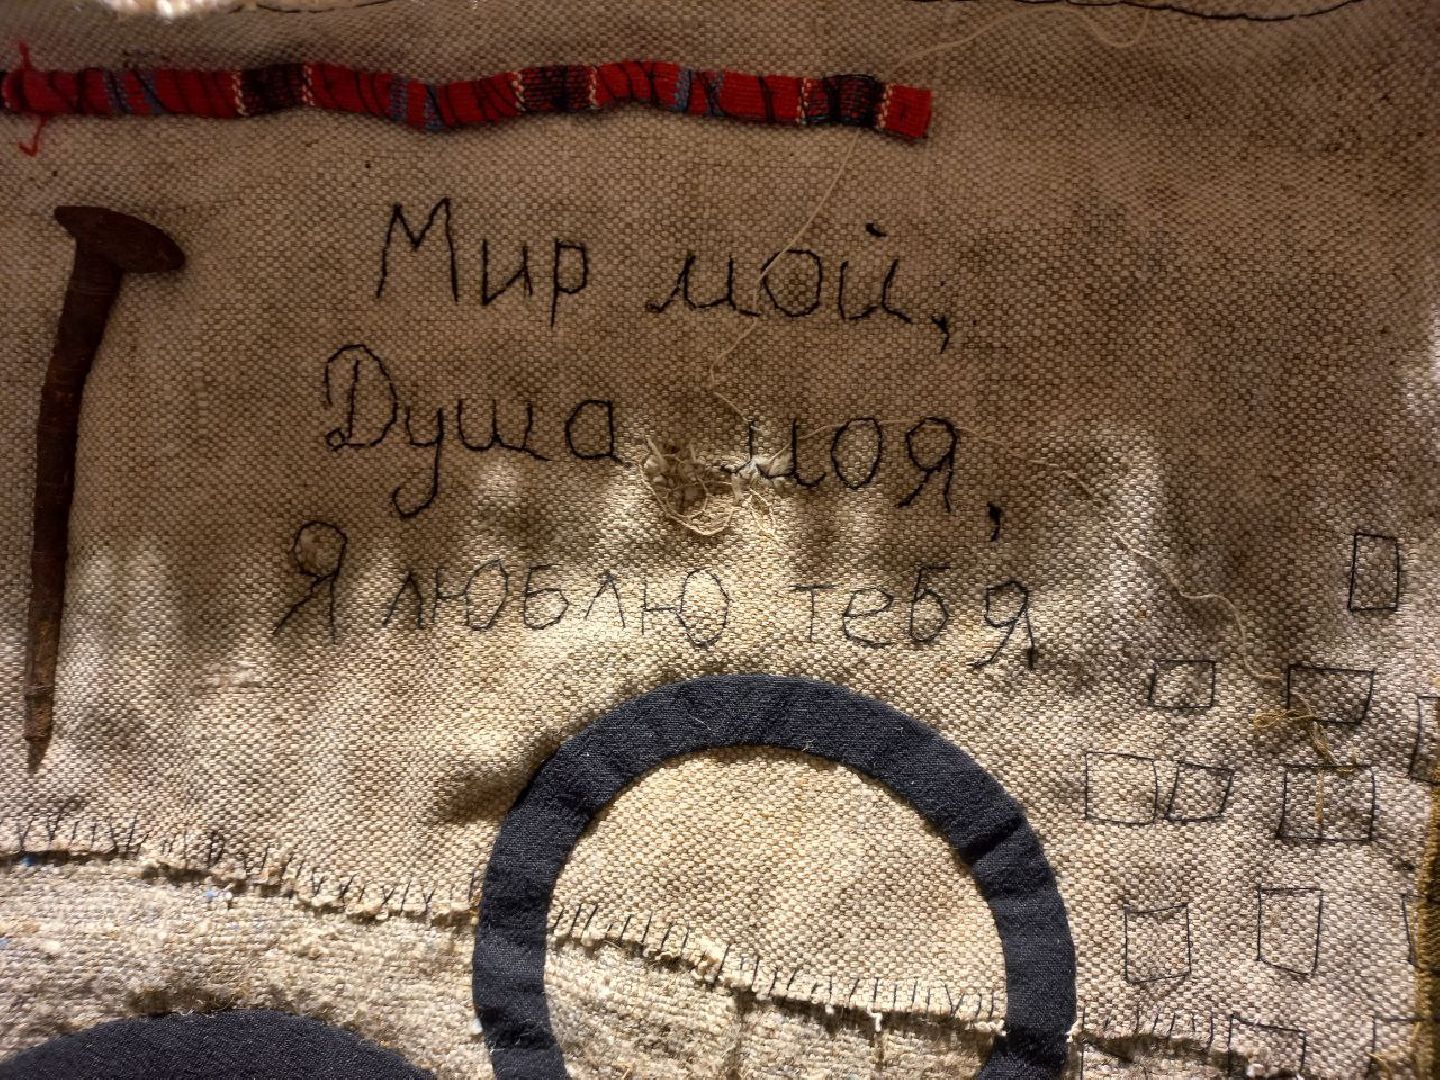 Мир мой,
Душа моя,
Я люблю тебя